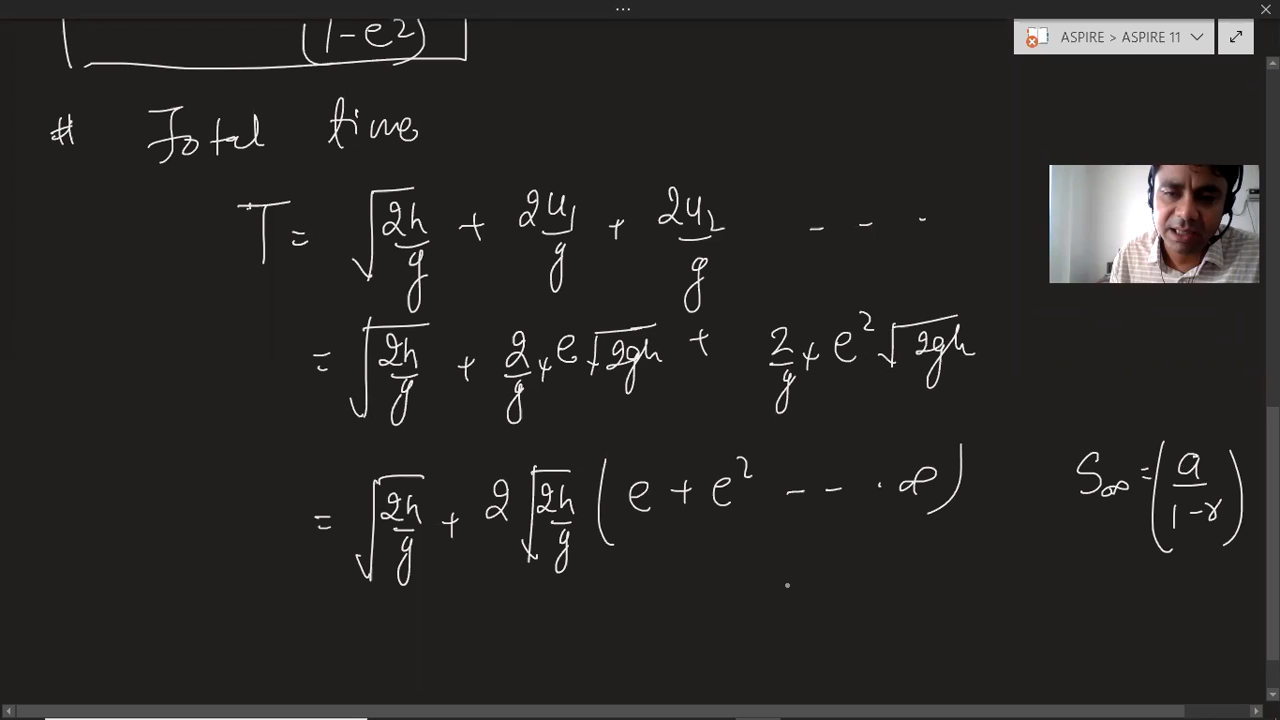 (1-e2)
ASPIRE > ASPIRE 11
# Total time
T = √(2h/g) + 2u1/g + 2u2/g - - ·
= √(2h/g) + 2/g × e√2gh + 2/g × e² √2gh
= √(2h/g) + 2√(2h/g) (e + e² - - · ∞)
S∞ = (a/1-r)